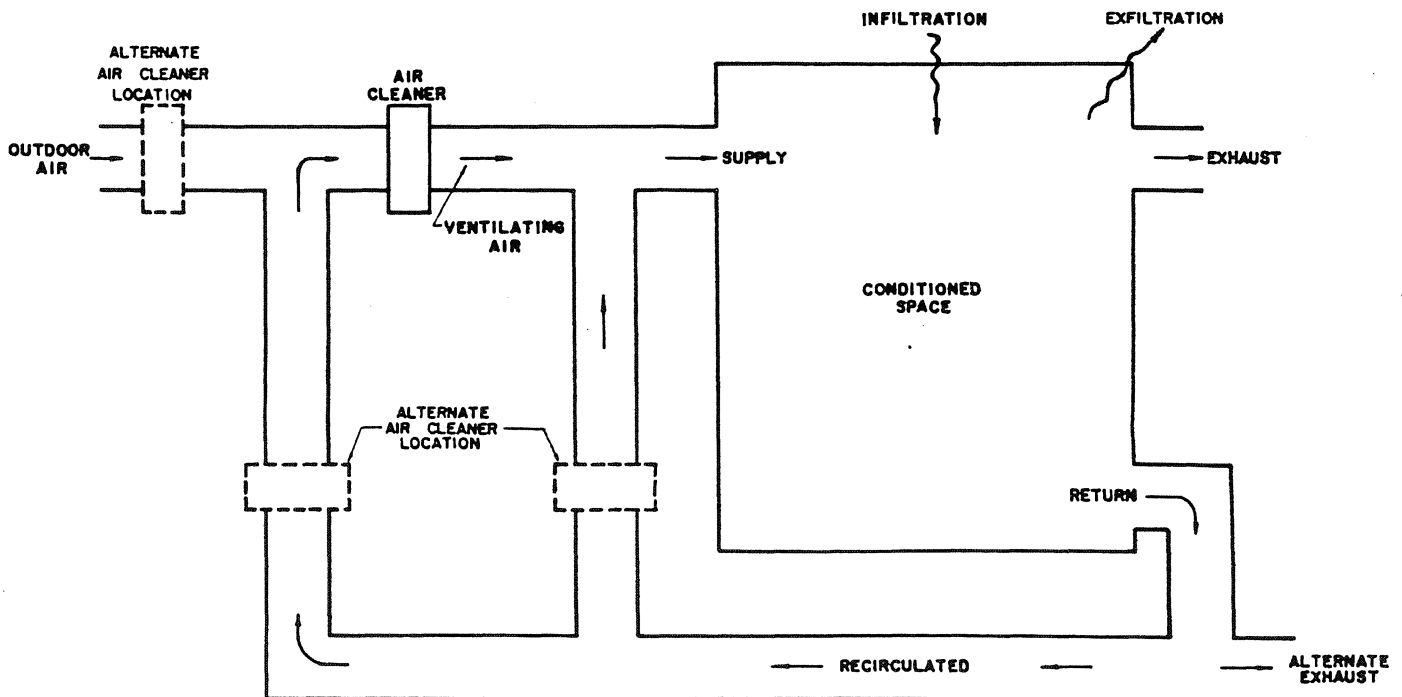 INFILTRATION
EXFILTRATION
ALTERNATE
AIR CLEANER
LOCATION
AIR
CLEANER
OUTDOOR
AIR
SUPPLY
EXHAUST
VENTILATING
AIR
CONDITIONED
SPACE
ALTERNATE
AIR CLEANER
LOCATION
RETURN
RECIRCULATED
ALTERNATE
EXHAUST